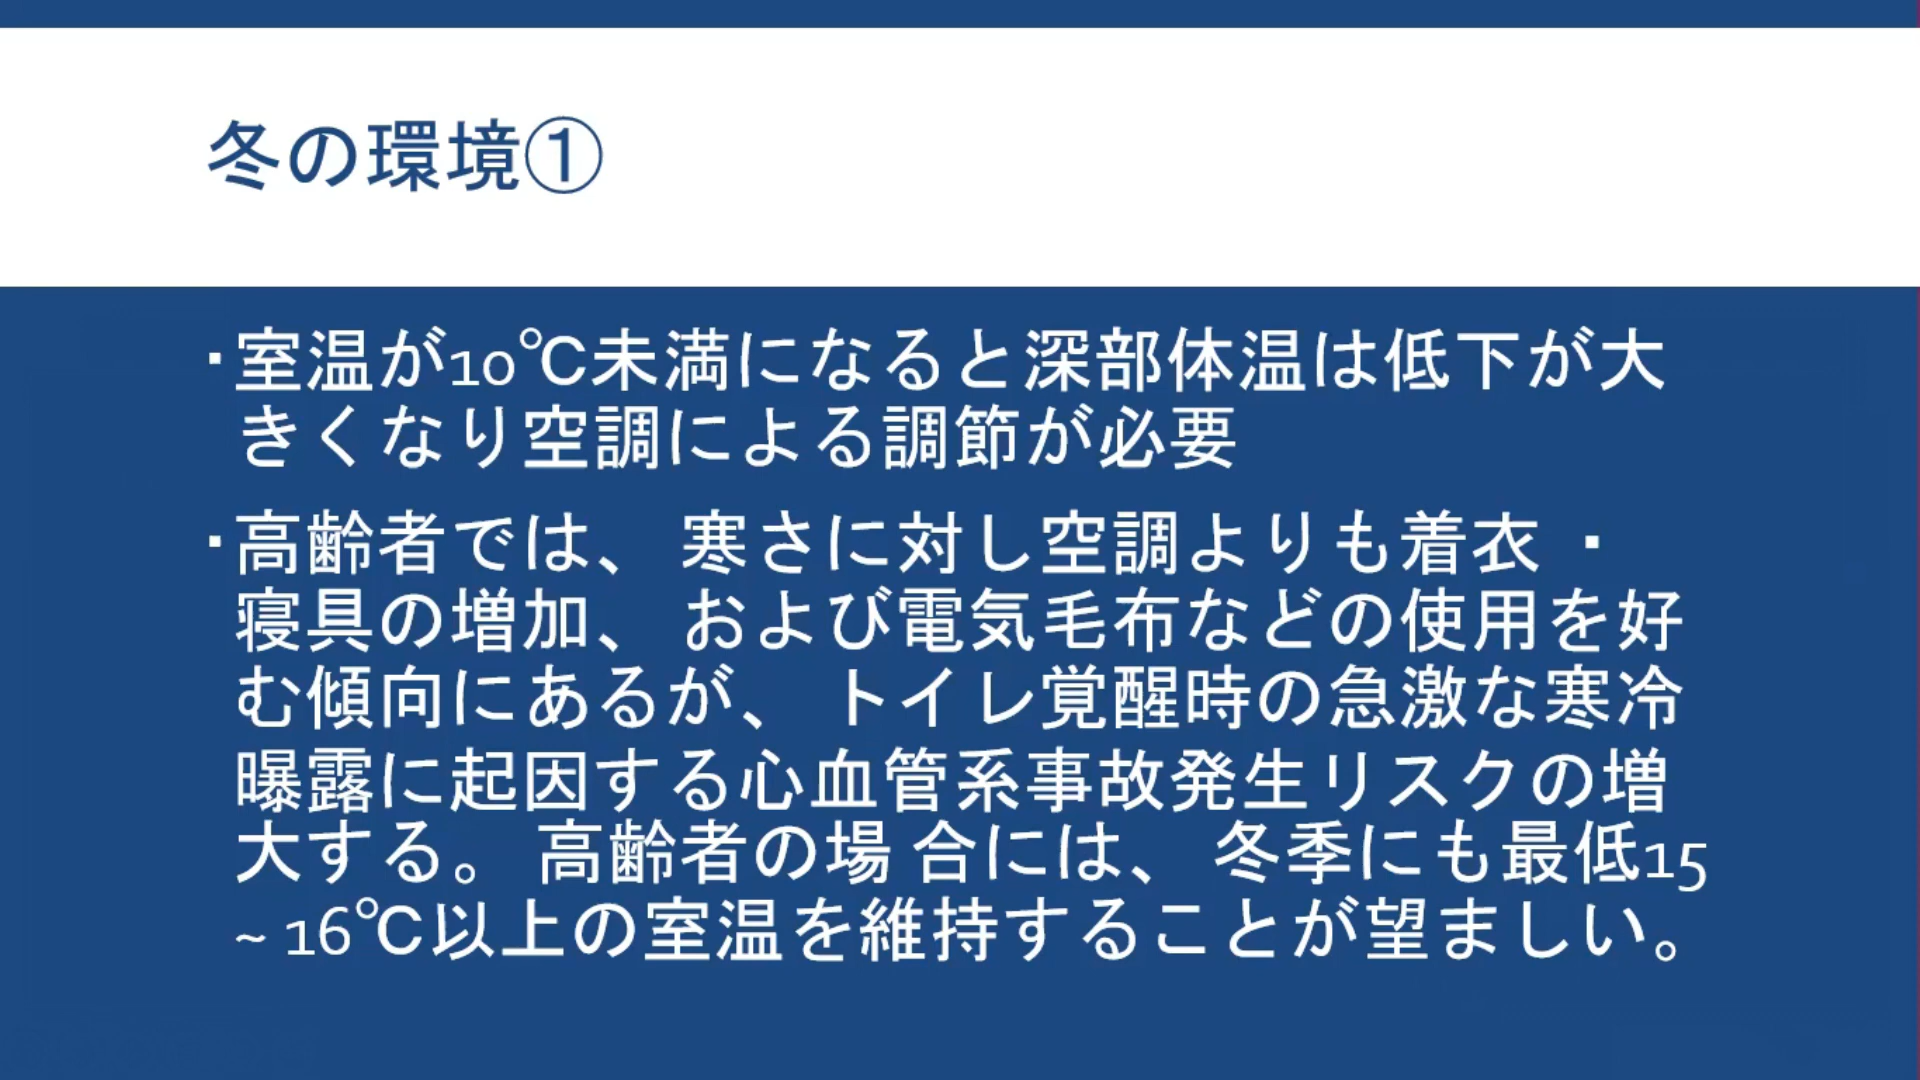 冬の環境①
▪室温が10℃未満になると深部体温は低下が大
きくなり空調による調節が必要
▪高齢者では、 寒さに対し空調よりも着衣 ・
寝具の増加、 および電気毛布などの使用を好
む傾向にあるが、 トイレ覚醒時の急激な寒冷
曝露に起因する心血管系事故発生リスクの増
大する。 高齢者の場 合には、 冬季にも最低15
~ 16℃以上の室温を維持することが望ましい。